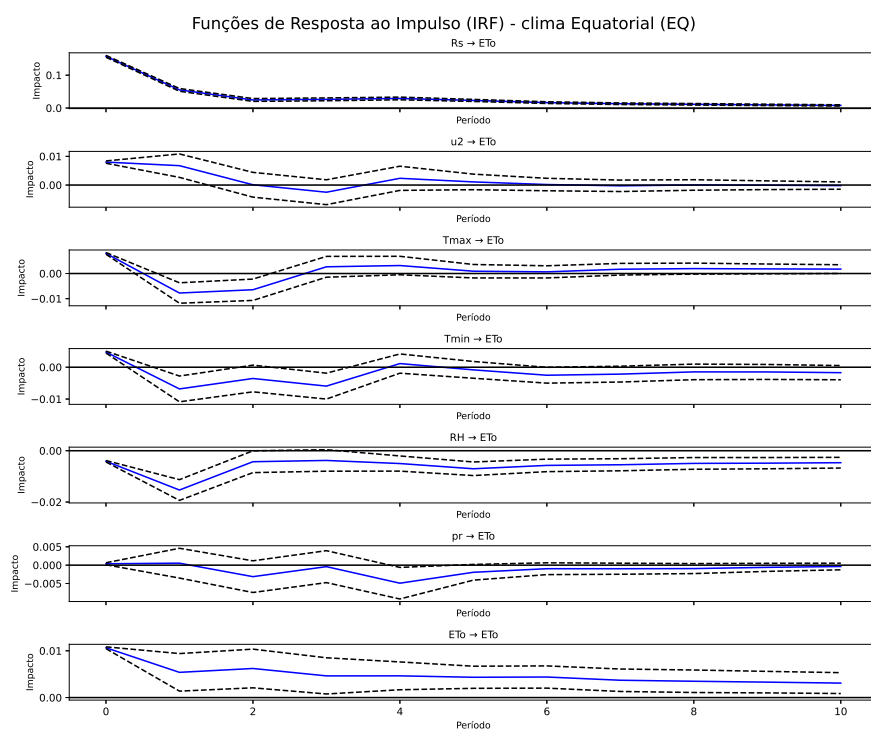 Funções de Resposta ao Impulso (IRF) - clima Equatorial (EQ)
Rs → ETo
Impacto
0.1
0.0
Período
u2 → ETo
Impacto
0.01
0.00
Período
Tmax → ETo
Impacto
0.00
−0.01
Período
Tmin → ETo
Impacto
0.00
−0.01
Período
RH → ETo
Impacto
0.00
−0.02
Período
pr → ETo
Impacto
0.005
0.000
−0.005
Período
ETo → ETo
Impacto
0.01
0.00
0 2 4 6 8 10
Período